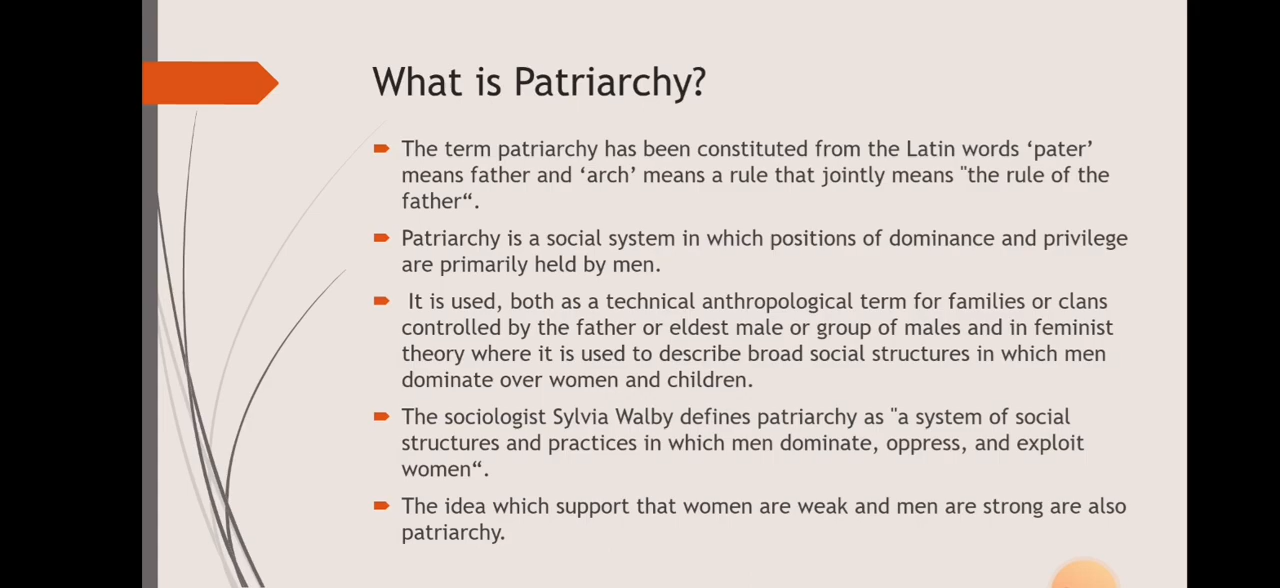 What is Patriarchy?
The term patriarchy has been constituted from the Latin words ‘pater’
means father and ‘arch’ means a rule that jointly means "the rule of the
father“.
Patriarchy is a social system in which positions of dominance and privilege
are primarily held by men.
It is used, both as a technical anthropological term for families or clans
controlled by the father or eldest male or group of males and in feminist
theory where it is used to describe broad social structures in which men
dominate over women and children.
The sociologist Sylvia Walby defines patriarchy as "a system of social
structures and practices in which men dominate, oppress, and exploit
women“.
The idea which support that women are weak and men are strong are also
patriarchy.